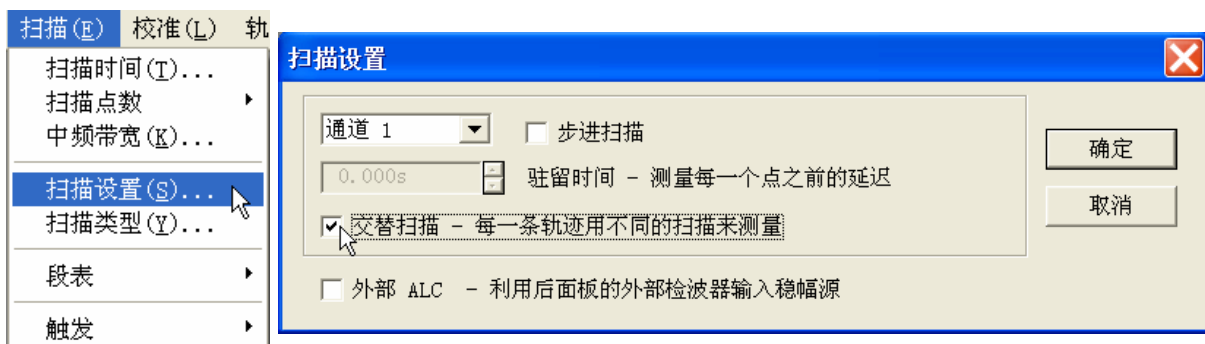 扫描(E) 校准(L) 轨
扫描时间(T)...
扫描点数
中频带宽(K)...
扫描设置(S)...
扫描类型(Y)...
段表
触发
扫描设置
通道 1 步进扫描
0.000s 驻留时间 - 测量每一个点之前的延迟
交替扫描 - 每一条轨迹用不同的扫描来测量
外部 ALC - 利用后面板的外部检波器输入稳幅源
确定
取消